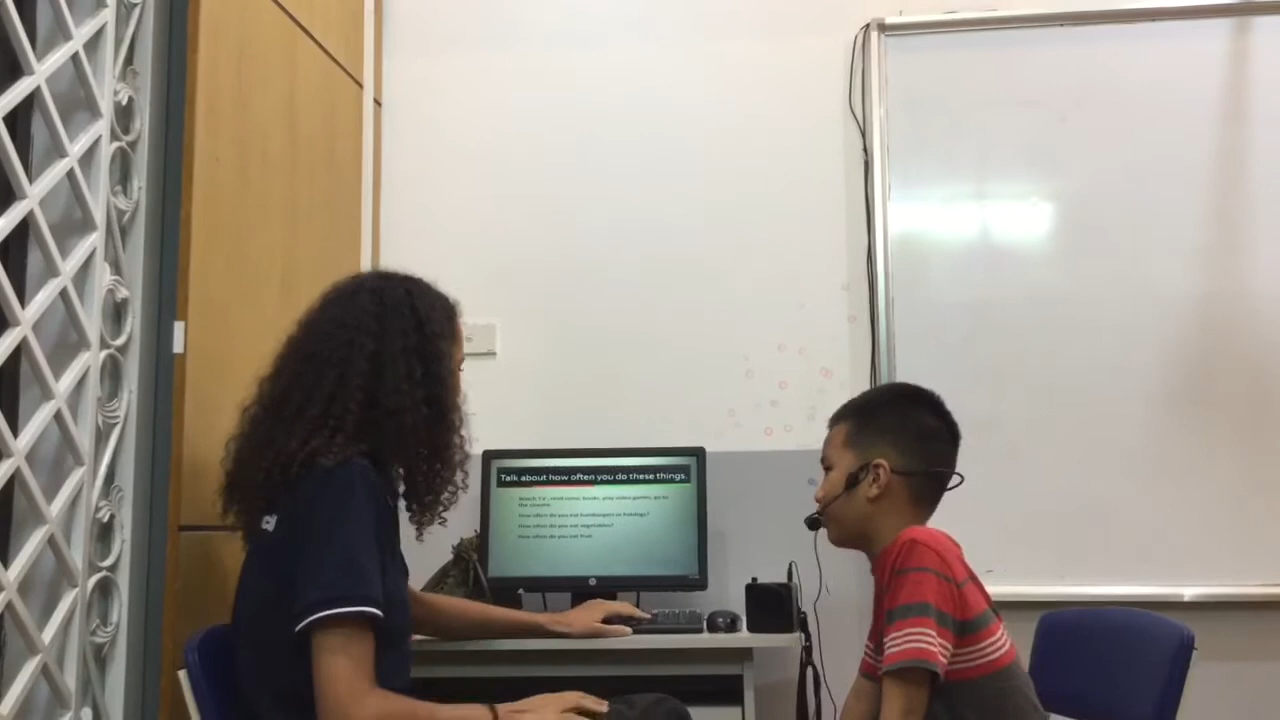 Talk about how often you do these things.
Watch T.V., read comic books, play video games, go to
the cinema.
How often do you eat hamburgers or hotdogs?
How often do you eat vegetables?
How often do you eat fruit